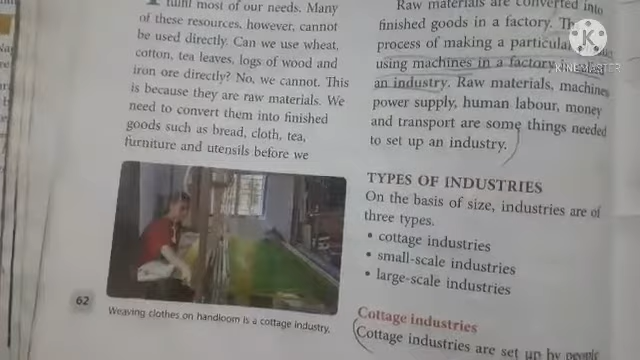 fulfil most of our needs. Many
of these resources, however, cannot
be used directly. Can we use wheat,
cotton, tea leaves, logs of wood and
iron ore directly? No, we cannot. This
is because they are raw materials. We
need to convert them into finished
goods such as bread, cloth, tea,
furniture and utensils before we
62
Weaving clothes on handloom is a cottage industry.
Raw materials are converted into
finished goods in a factory.
process of making a particular
using machines in a factory
an industry. Raw materials, machines
power supply, human labour, money
and transport are some things needed
to set up an industry.
TYPES OF INDUSTRIES
On the basis of size, industries are of
three types.
• cottage industries
• small-scale industries
• large-scale industries
Cottage industries
Cottage industries are set up by people
KINEMASTER